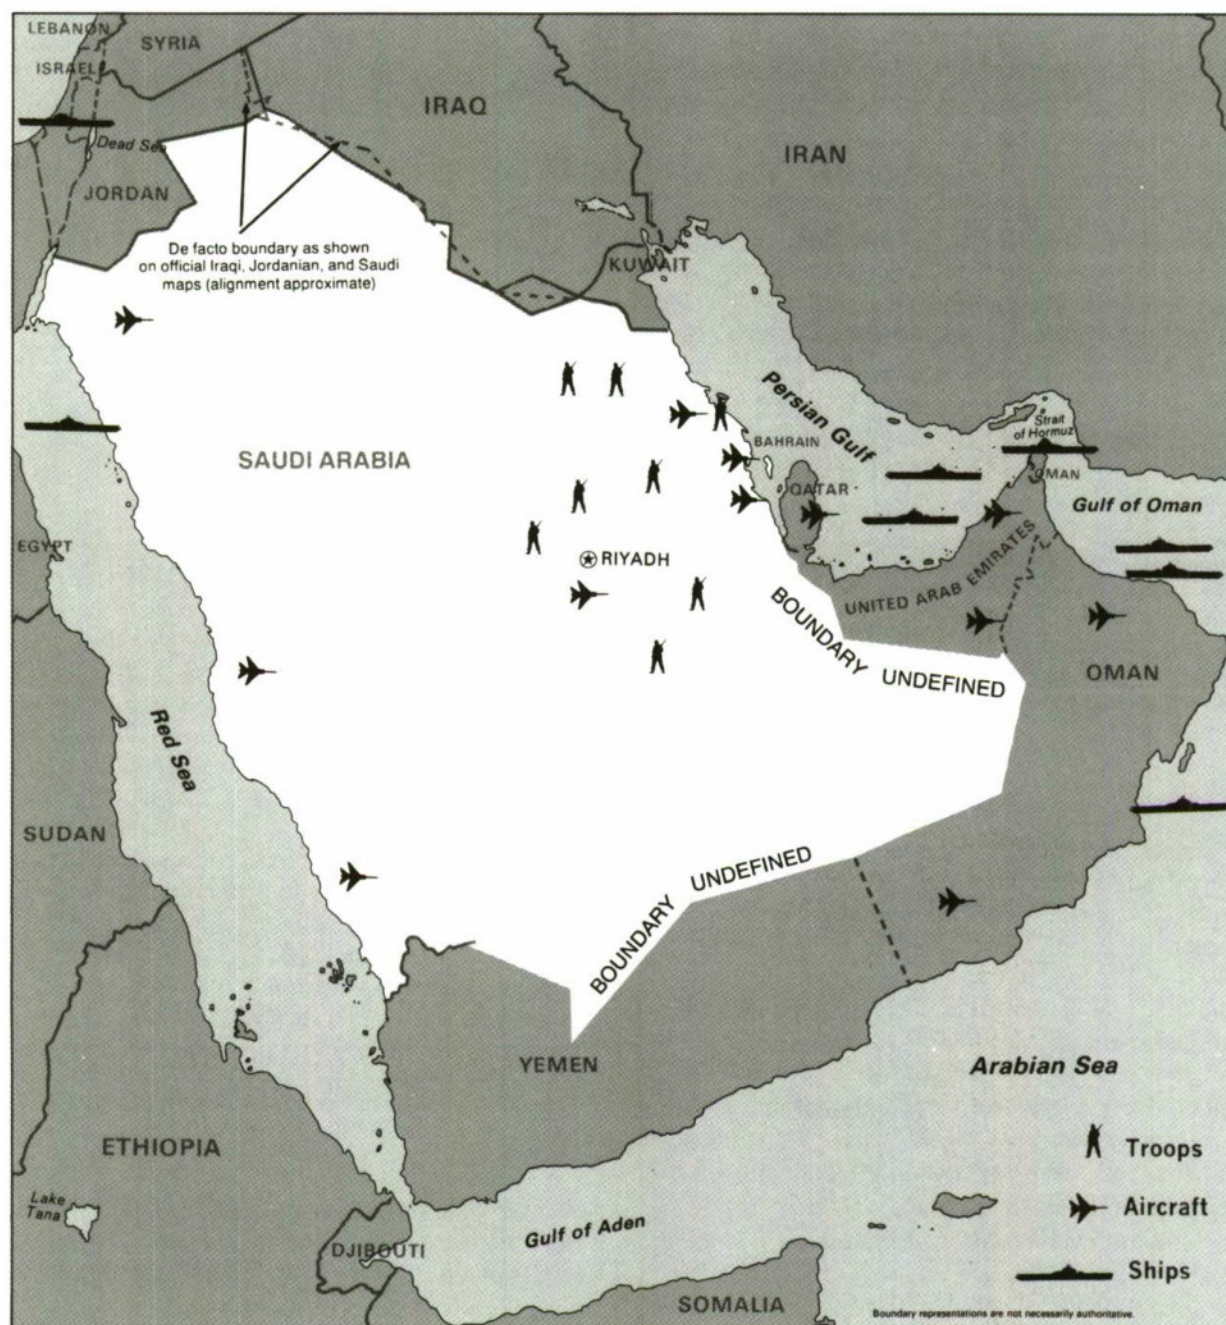 LEBANON
SYRIA
ISRAEL
IRAQ
IRAN
Dead Sea
JORDAN
De facto boundary as shown
on official Iraqi, Jordanian, and Saudi
maps (alignment approximate)
KUWAIT
Persian Gulf
Strait
of Hormuz
BAHRAIN
SAUDI ARABIA
OMAN
QATAR
Gulf of Oman
EGYPT
RIYADH
UNITED ARAB EMIRATES
BOUNDARY UNDEFINED
OMAN
Red Sea
SUDAN
BOUNDARY UNDEFINED
YEMEN
Arabian Sea
ETHIOPIA
Troops
Lake
Tana
Aircraft
Gulf of Aden
DJIBOUTI
Ships
SOMALIA
Boundary representations are not necessarily authoritative.